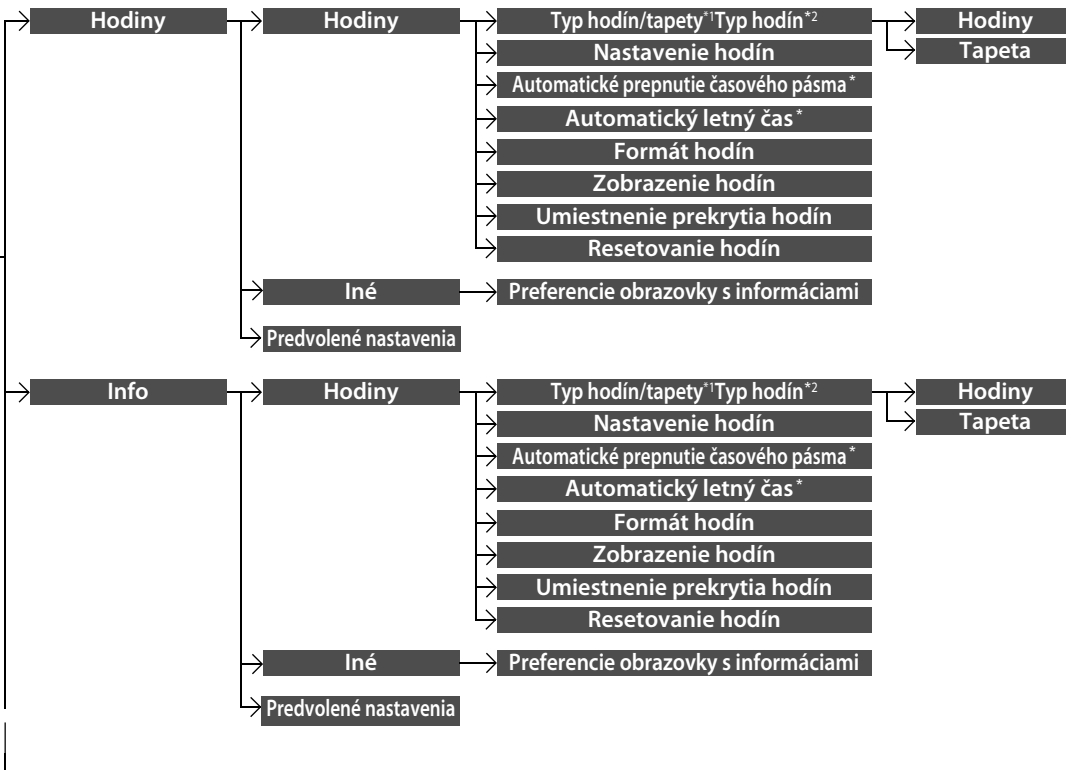 Hodiny
Hodiny
Typ hodín/tapety*1Typ hodín*2
Hodiny
Tapeta
Nastavenie hodín
Automatické prepnutie časového pásma*
Automatický letný čas*
Formát hodín
Zobrazenie hodín
Umiestnenie prekrytia hodín
Resetovanie hodín
Iné
Preferencie obrazovky s informáciami
Predvolené nastavenia
Info
Hodiny
Typ hodín/tapety*1Typ hodín*2
Hodiny
Tapeta
Nastavenie hodín
Automatické prepnutie časového pásma*
Automatický letný čas*
Formát hodín
Zobrazenie hodín
Umiestnenie prekrytia hodín
Resetovanie hodín
Iné
Preferencie obrazovky s informáciami
Predvolené nastavenia